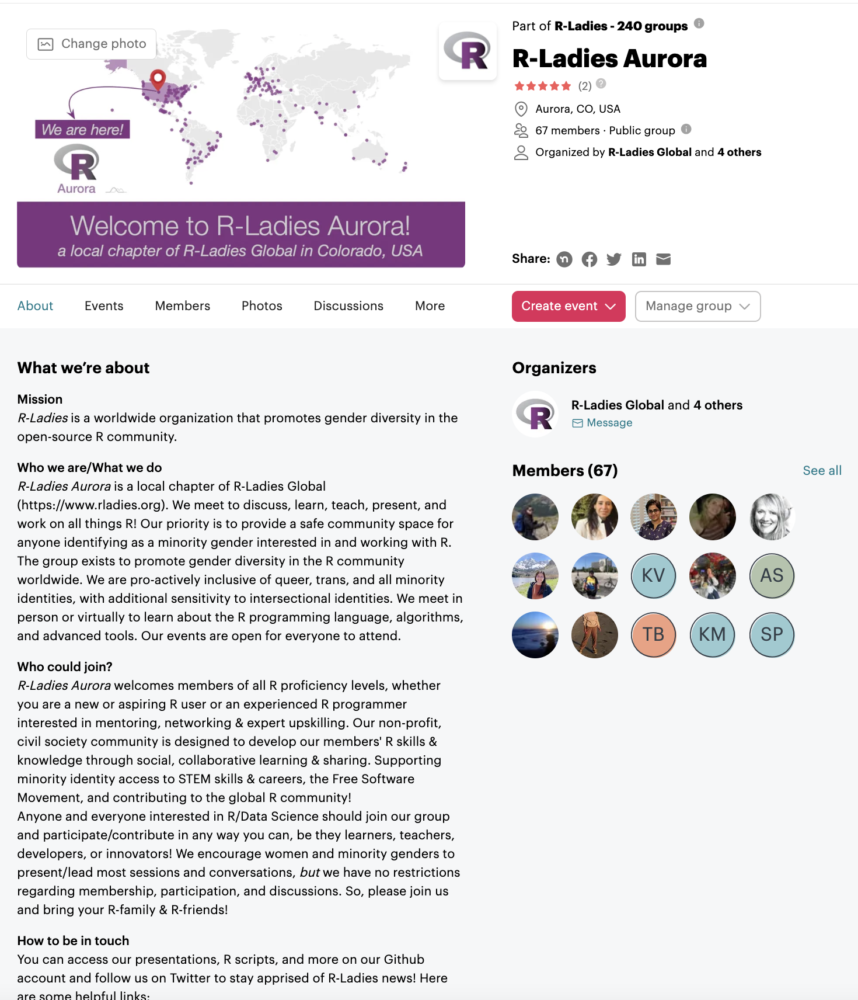 Change photo
We are here!
R
Aurora
Welcome to R-Ladies Aurora!
a local chapter of R-Ladies Global in Colorado, USA
R
Part of R-Ladies - 240 groups
R-Ladies Aurora
(2)
Aurora, CO, USA
67 members · Public group
Organized by R-Ladies Global and 4 others
Share:
About
Events
Members
Photos
Discussions
More
Create event
Manage group
What we’re about
Mission
R-Ladies is a worldwide organization that promotes gender diversity in the
open-source R community.
Who we are/What we do
R-Ladies Aurora is a local chapter of R-Ladies Global
(https://www.rladies.org). We meet to discuss, learn, teach, present, and
work on all things R! Our priority is to provide a safe community space for
anyone identifying as a minority gender interested in and working with R.
The group exists to promote gender diversity in the R community
worldwide. We are pro-actively inclusive of queer, trans, and all minority
identities, with additional sensitivity to intersectional identities. We meet in
person or virtually to learn about the R programming language, algorithms,
and advanced tools. Our events are open for everyone to attend.
Who could join?
R-Ladies Aurora welcomes members of all R proficiency levels, whether
you are a new or aspiring R user or an experienced R programmer
interested in mentoring, networking & expert upskilling. Our non-profit,
civil society community is designed to develop our members' R skills &
knowledge through social, collaborative learning & sharing. Supporting
minority identity access to STEM skills & careers, the Free Software
Movement, and contributing to the global R community!
Anyone and everyone interested in R/Data Science should join our group
and participate/contribute in any way you can, be they learners, teachers,
developers, or innovators! We encourage women and minority genders to
present/lead most sessions and conversations, but we have no restrictions
regarding membership, participation, and discussions. So, please join us
and bring your R-family & R-friends!
How to be in touch
You can access our presentations, R scripts, and more on our Github
account and follow us on Twitter to stay apprised of R-Ladies news! Here
are some helpful links:
Organizers
R
R-Ladies Global and 4 others
Message
Members (67)
See all
KV
AS
TB
KM
SP